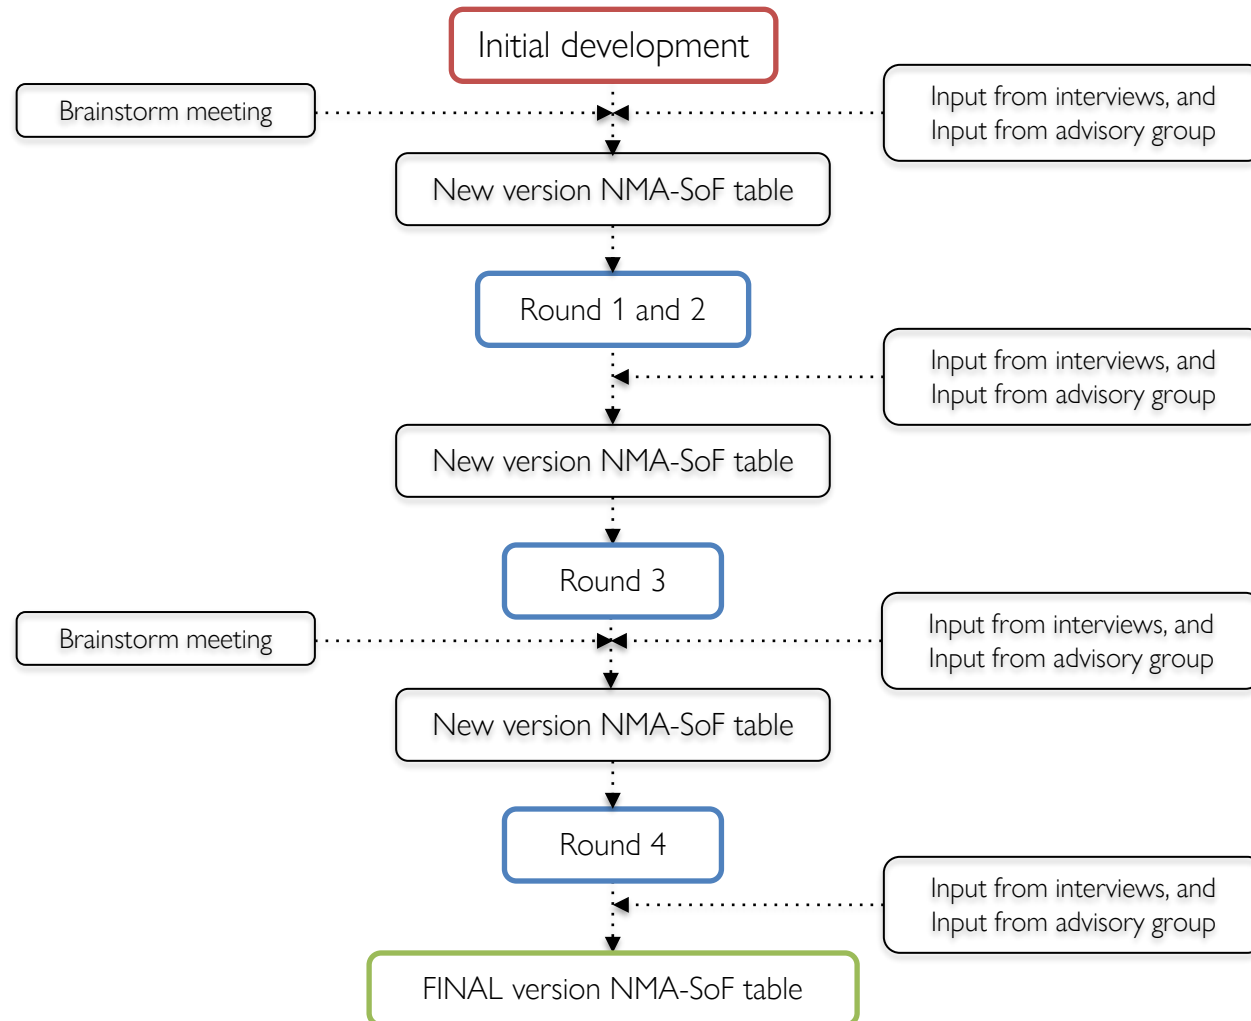 Initial development
Brainstorm meeting
Input from interviews, and
Input from advisory group
New version NMA-SoF table
Round 1 and 2
Input from interviews, and
Input from advisory group
New version NMA-SoF table
Round 3
Brainstorm meeting
Input from interviews, and
Input from advisory group
New version NMA-SoF table
Round 4
Input from interviews, and
Input from advisory group
FINAL version NMA-SoF table